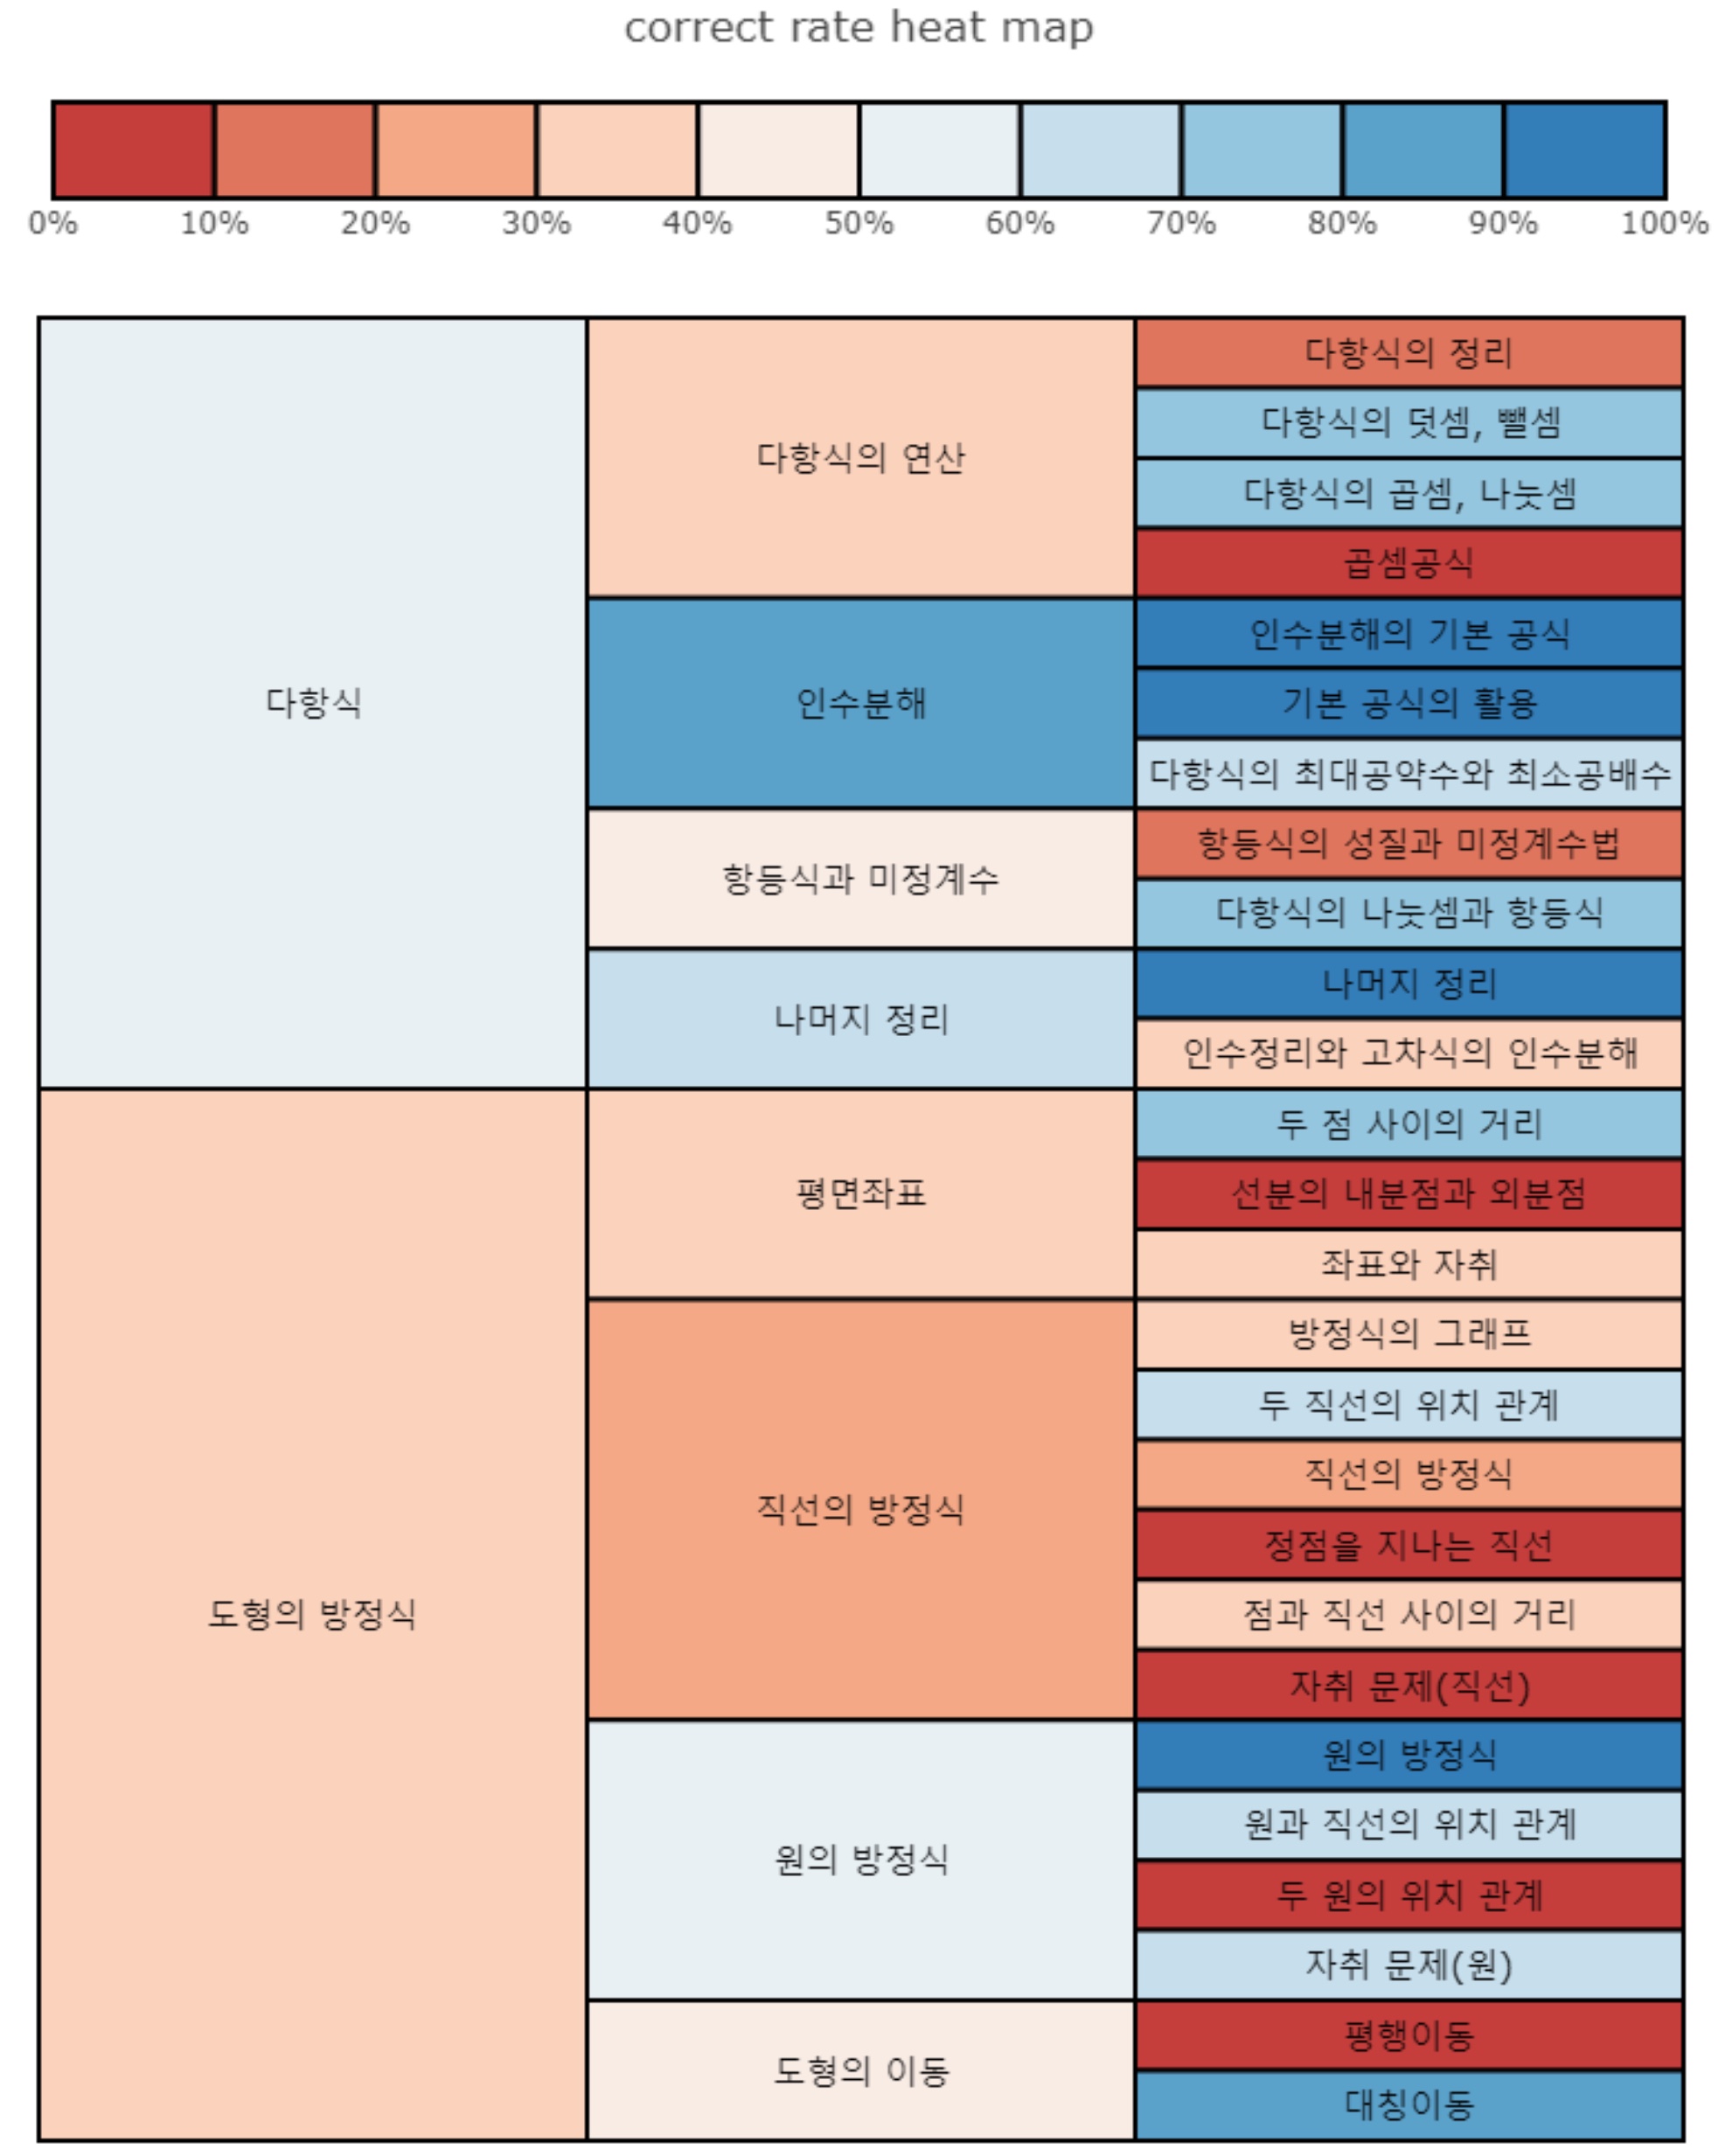 correct rate heat map
0% 10% 20% 30% 40% 50% 60% 70% 80% 90% 100%
다항식
다항식의 연산
다항식의 정리
다항식의 덧셈, 뺄셈
다항식의 곱셈, 나눗셈
곱셈공식
인수분해
인수분해의 기본 공식
기본 공식의 활용
다항식의 최대공약수와 최소공배수
항등식과 미정계수
항등식의 성질과 미정계수법
다항식의 나눗셈과 항등식
나머지 정리
나머지 정리
인수정리와 고차식의 인수분해
도형의 방정식
평면좌표
두 점 사이의 거리
선분의 내분점과 외분점
좌표와 자취
직선의 방정식
방정식의 그래프
두 직선의 위치 관계
직선의 방정식
정점을 지나는 직선
점과 직선 사이의 거리
자취 문제(직선)
원의 방정식
원의 방정식
원과 직선의 위치 관계
두 원의 위치 관계
자취 문제(원)
도형의 이동
평행이동
대칭이동